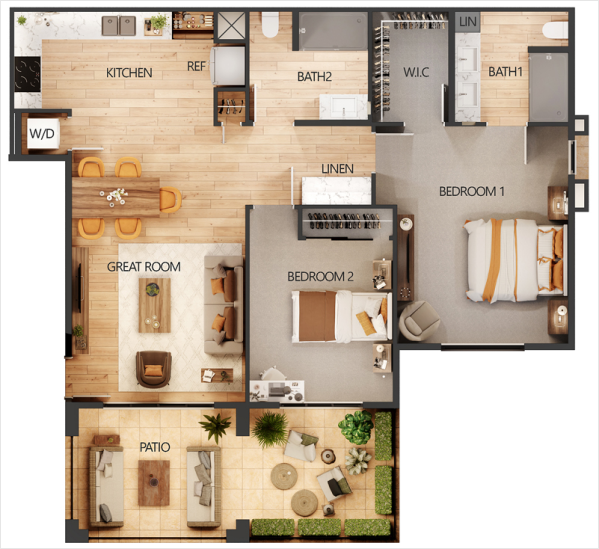 LIN
KITCHEN
REF
BATH2
W.I.C
BATH1
W/D
LINEN
BEDROOM 1
GREAT ROOM
BEDROOM 2
PATIO